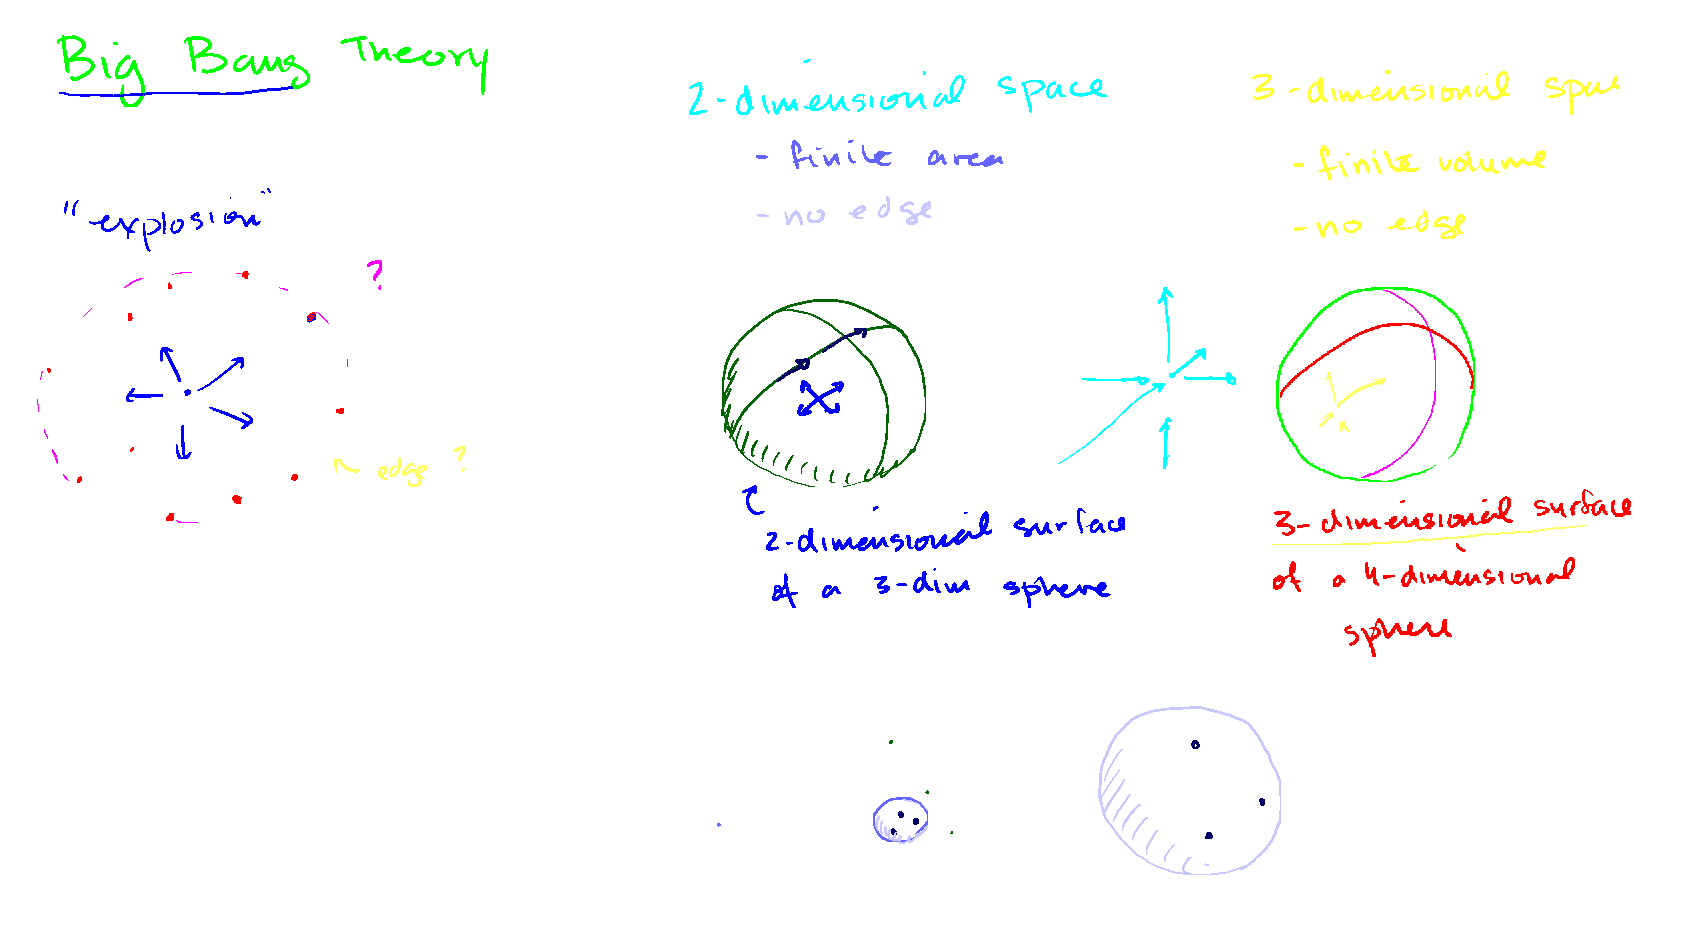 Big Bang Theory
"explosion"
?
edge ?
2-dimensional space
- finite area
- no edge
2-dimensional surface
of a 3-dim sphere
3-dimensional space
- finite volume
- no edge
3-dimensional surface
of a 4-dimensional
sphere